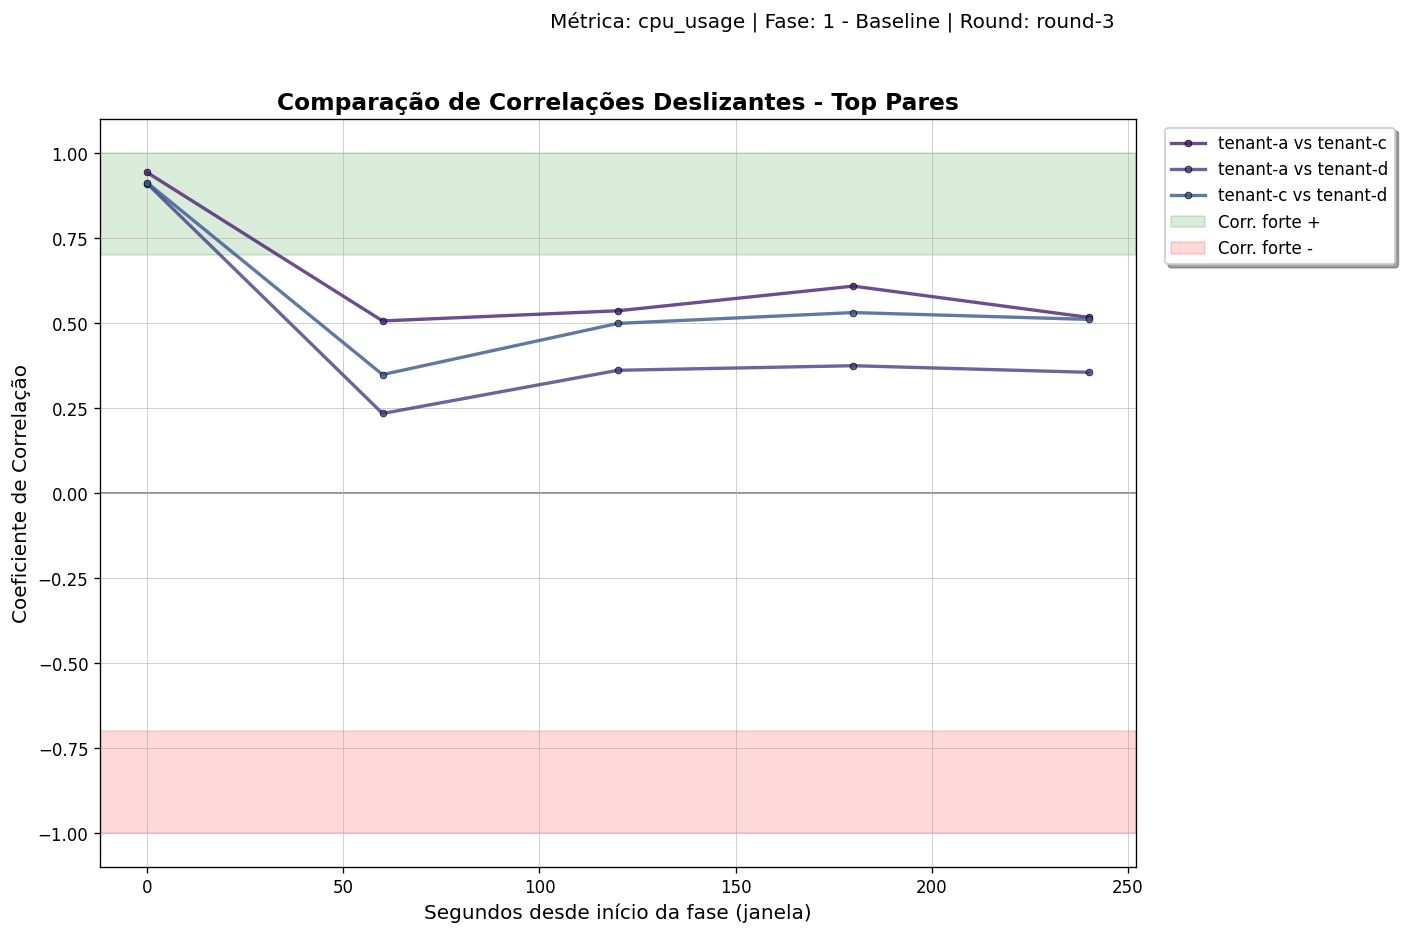 Métrica: cpu_usage | Fase: 1 - Baseline | Round: round-3
Comparação de Correlações Deslizantes - Top Pares
tenant-a vs tenant-c
tenant-a vs tenant-d
tenant-c vs tenant-d
Corr. forte +
Corr. forte -
Coeficiente de Correlação
1.00
0.75
0.50
0.25
0.00
−0.25
−0.50
−0.75
−1.00
0
50
100
150
200
250
Segundos desde início da fase (janela)